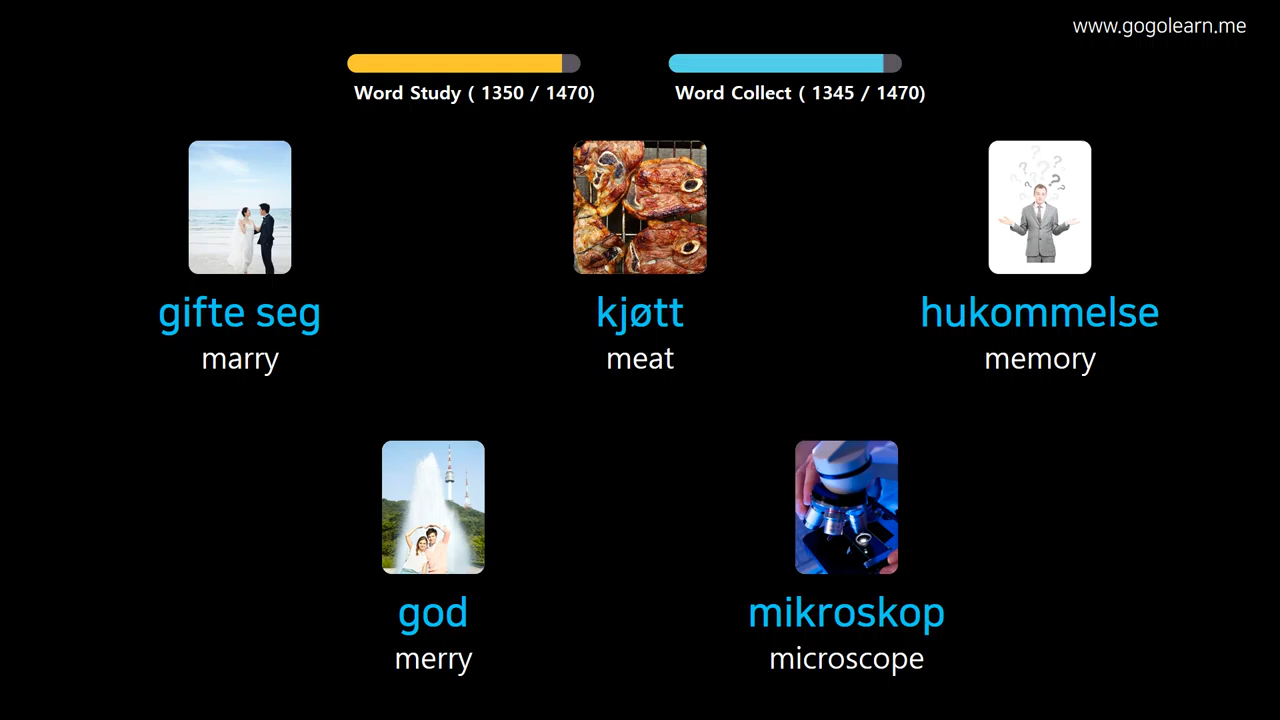 www.gogolearn.me
Word Study ( 1350 / 1470)
Word Collect ( 1345 / 1470)
gifte seg
marry
kjøtt
meat
hukommelse
memory
god
merry
mikroskop
microscope